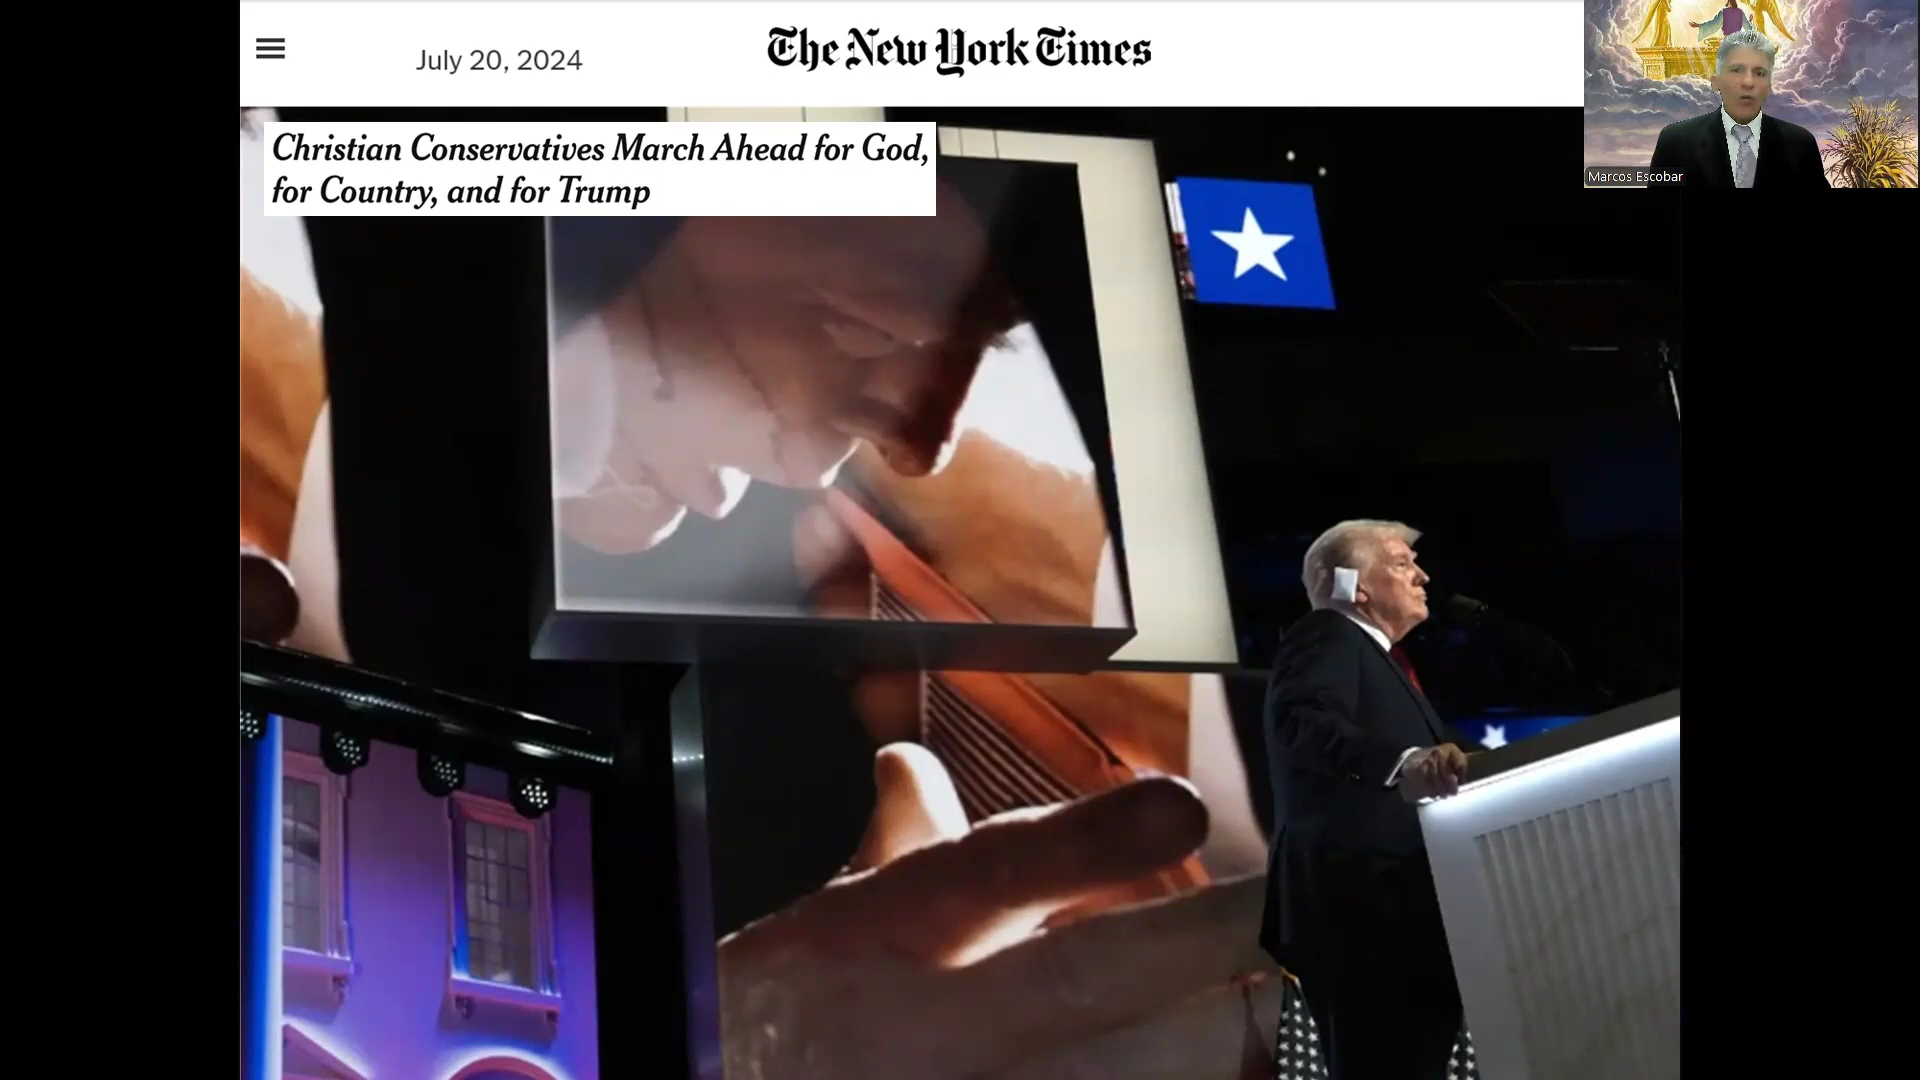 July 20, 2024
The New York Times
Christian Conservatives March Ahead for God,
for Country, and for Trump
Marcos Escobar